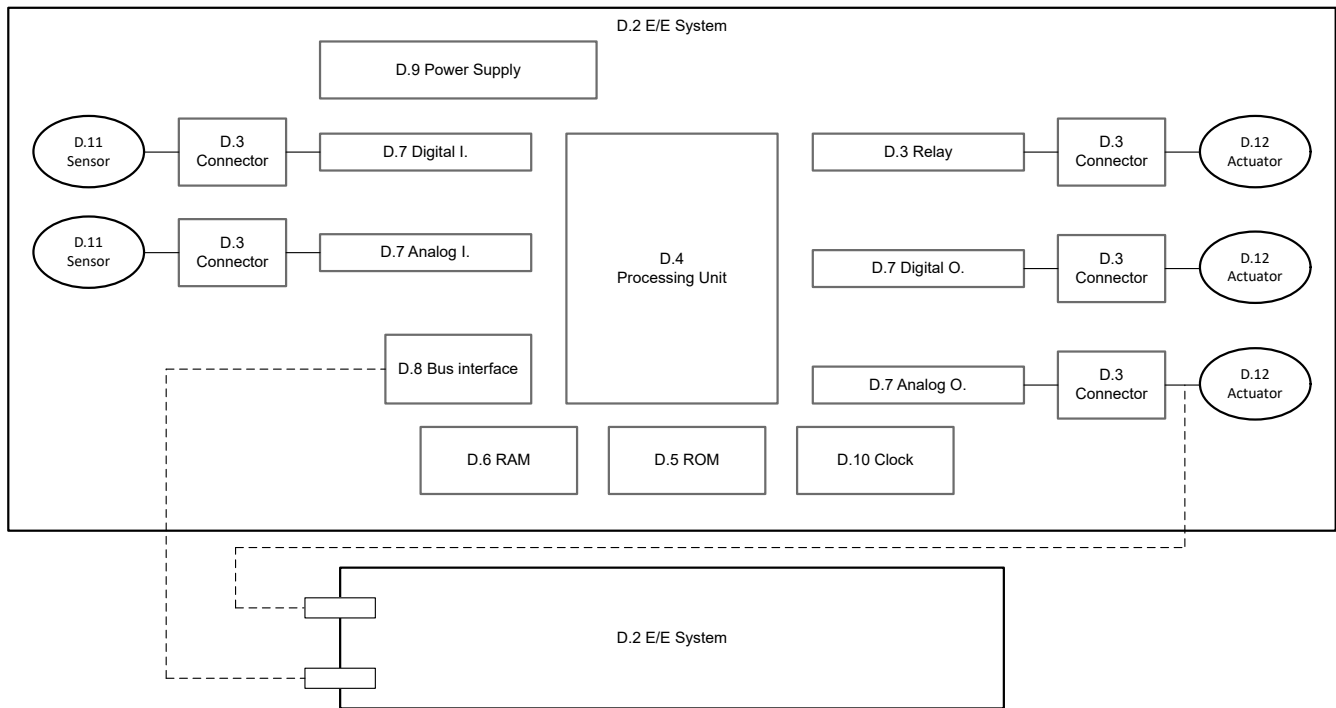 D.2 E/E System
D.9 Power Supply
D.11
Sensor
D.3
Connector
D.7 Digital I.
D.3 Relay
D.3
Connector
D.12
Actuator
D.11
Sensor
D.3
Connector
D.7 Analog I.
D.4
Processing Unit
D.7 Digital O.
D.3
Connector
D.12
Actuator
D.8 Bus interface
D.7 Analog O.
D.3
Connector
D.12
Actuator
D.6 RAM
D.5 ROM
D.10 Clock
D.2 E/E System